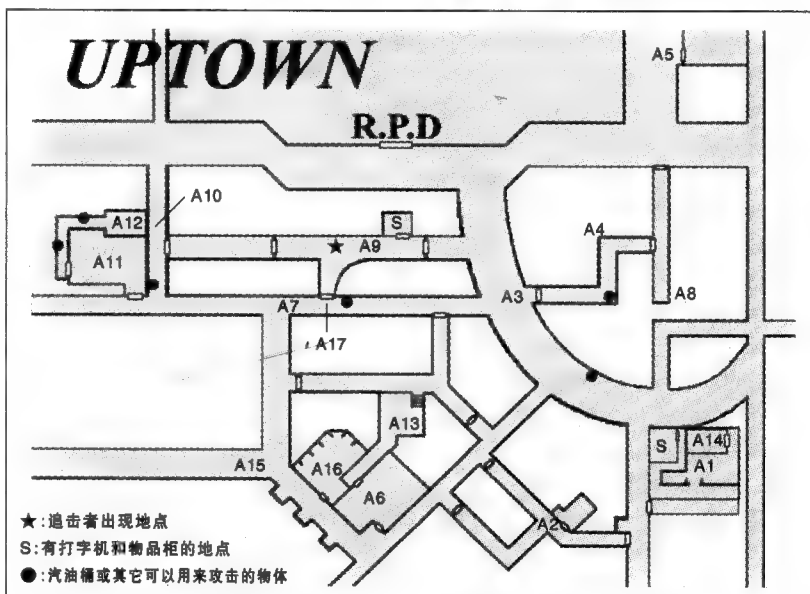 UPTOWN
A5
R.P.D
A10
A12
S
A4
A9
A11
A3
A8
A7
A17
A13
S
A14
A15
A16
A1
A6
A2
★:追击者出现地点
S:有打字机和物品柜的地点
●:汽油桶或其它可以用来攻击的物体